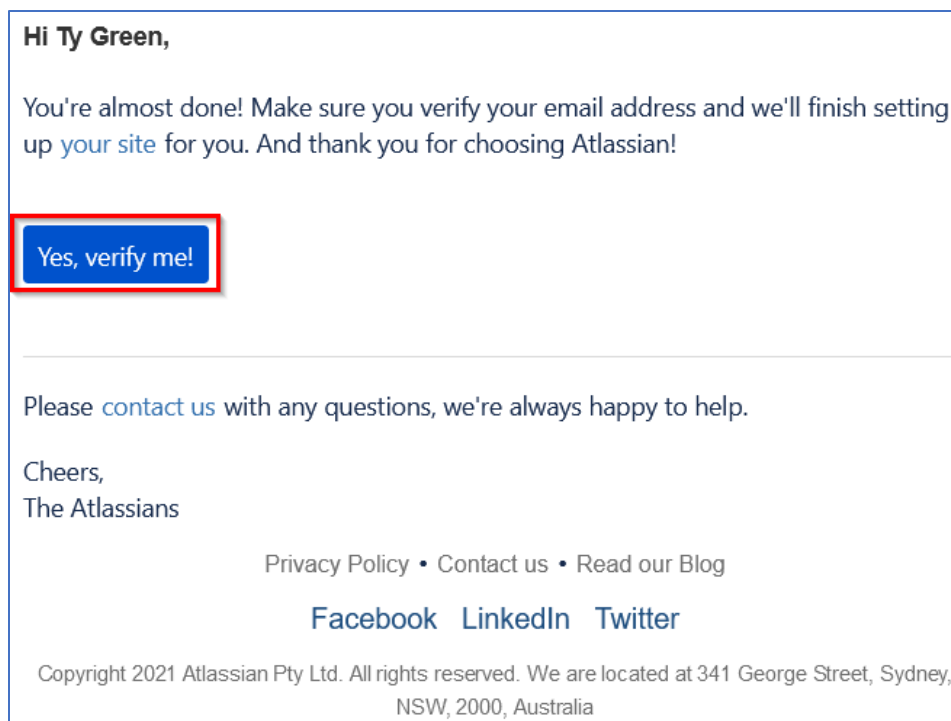 Hi Ty Green,
You're almost done! Make sure you verify your email address and we'll finish setting
up your site for you. And thank you for choosing Atlassian!
Yes, verify me!
Please contact us with any questions, we're always happy to help.
Cheers,
The Atlassians
Privacy Policy • Contact us • Read our Blog
Facebook LinkedIn Twitter
Copyright 2021 Atlassian Pty Ltd. All rights reserved. We are located at 341 George Street, Sydney,
NSW, 2000, Australia